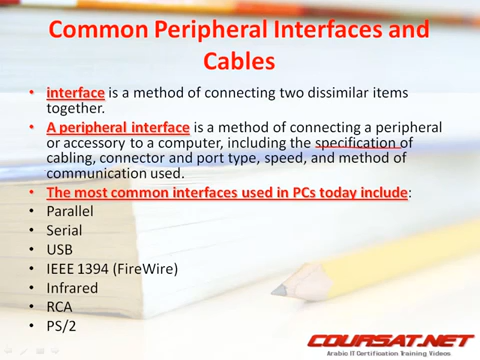 Common Peripheral Interfaces and
Cables
• interface is a method of connecting two dissimilar items
together.
• A peripheral interface is a method of connecting a peripheral
or accessory to a computer, including the specification of
cabling, connector and port type, speed, and method of
communication used.
• The most common interfaces used in PCs today include:
• Parallel
• Serial
• USB
• IEEE 1394 (FireWire)
• Infrared
• RCA
• PS/2
COURSAT.NET
Arabic IT Certification Training Videos